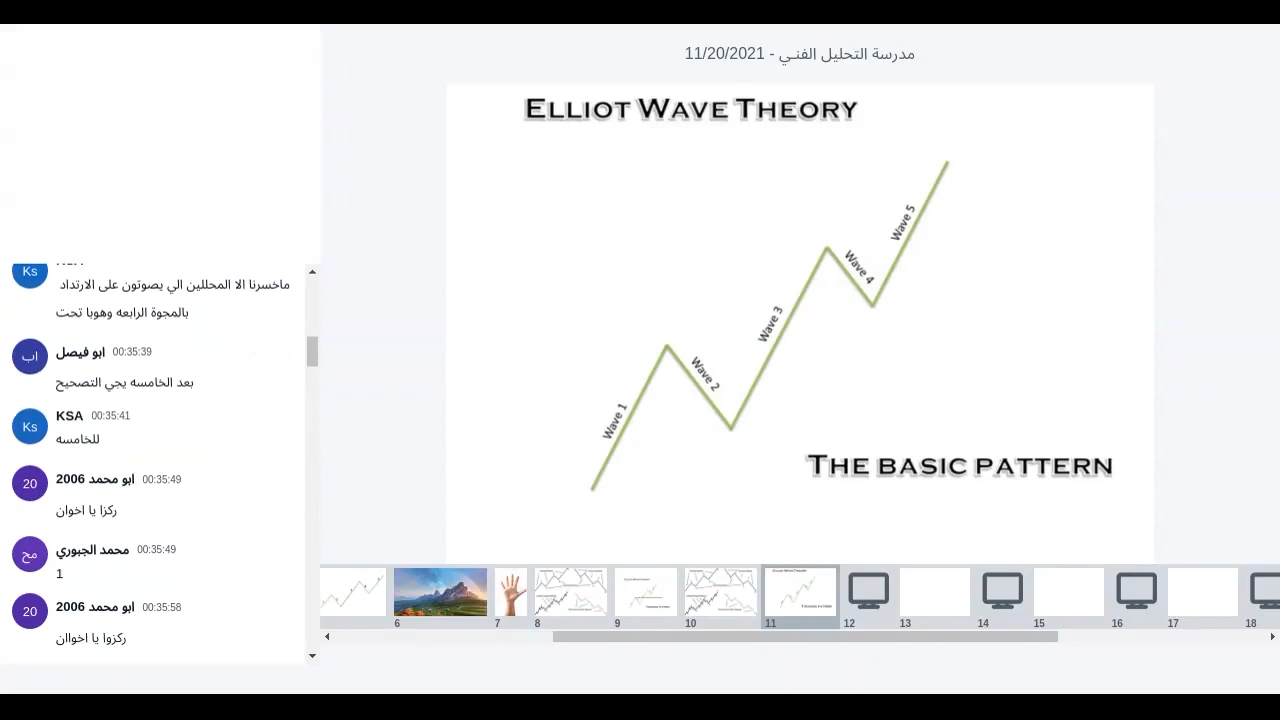 مدرسة التحليل الفنـي - 11/20/2021
ELLIOT WAVE THEORY
Wave 1
Wave 2
Wave 3
Wave 4
Wave 5
THE BASIC PATTERN
Ks
ماخسرنا الا المحللين الي يصوتون على الارتداد
بالمجوة الرابعه وهوبا تحت
اب
ابو فيصل 00:35:39
بعد الخامسه يجي التصحيح
Ks
KSA 00:35:41
للخامسه
20
ابو محمد 2006 00:35:49
ركزا يا اخوان
مح
محمد الجبوري 00:35:49
1
20
ابو محمد 2006 00:35:58
ركزوا يا اخواان
6 7 8 9 10 11 12 13 14 15 16 17 18